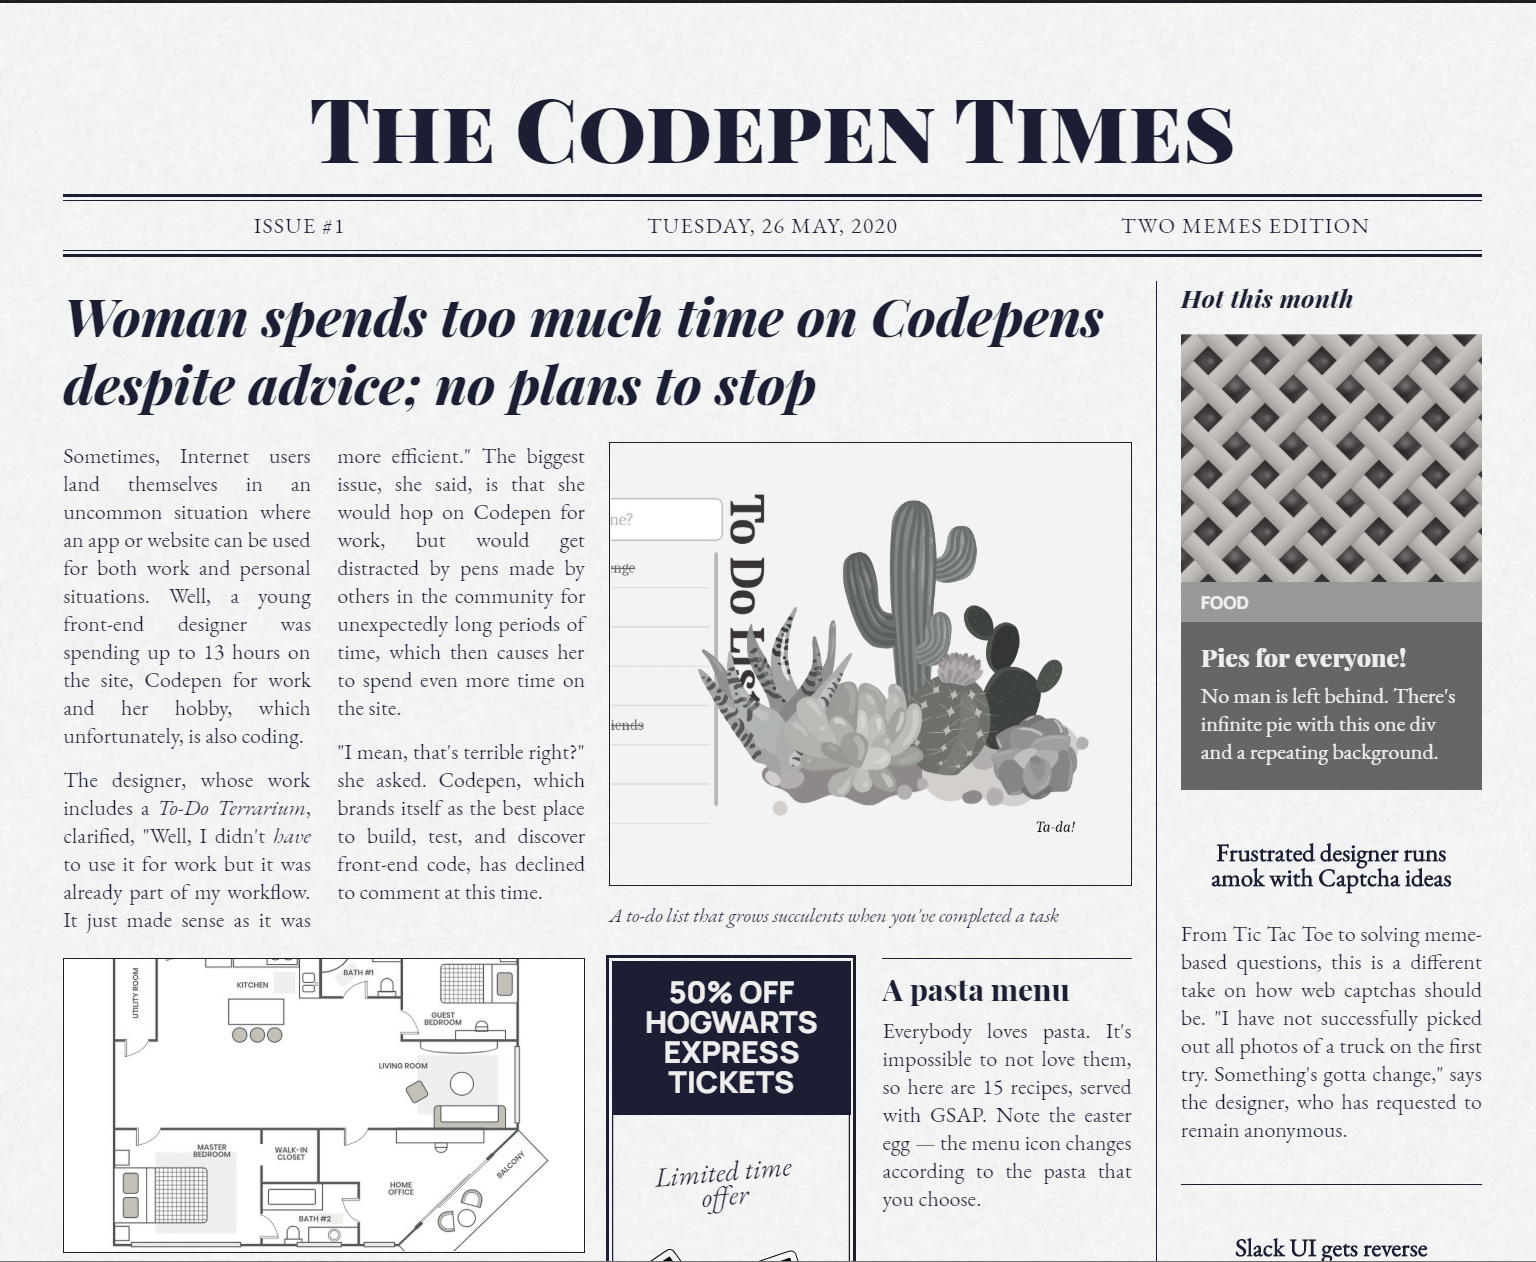 THE CODEPEN TIMES
ISSUE #1
TUESDAY, 26 MAY, 2020
TWO MEMES EDITION
Woman spends too much time on Codepens
despite advice; no plans to stop
Sometimes, Internet users
land themselves in an
uncommon situation where
an app or website can be used
for both work and personal
situations. Well, a young
front-end designer was
spending up to 13 hours on
the site, Codepen for work
and her hobby, which
unfortunately, is also coding.
The designer, whose work
includes a To-Do Terrarium,
clarified, "Well, I didn't have
to use it for work but it was
already part of my workflow.
It just made sense as it was
more efficient." The biggest
issue, she said, is that she
would hop on Codepen for
work, but would get
distracted by pens made by
others in the community for
unexpectedly long periods of
time, which then causes her
to spend even more time on
the site.
"I mean, that's terrible right?"
she asked. Codepen, which
brands itself as the best place
to build, test, and discover
front-end code, has declined
to comment at this time.
ne?
enge
iends
To Do List
Ta-da!
A to-do list that grows succulents when you've completed a task
UTILITY ROOM
KITCHEN
BATH #1
GUEST
BEDROOM
LIVING ROOM
MASTER
BEDROOM
WALK-IN
CLOSET
HOME
OFFICE
BALCONY
BATH #2
50% OFF
HOGWARTS
EXPRESS
TICKETS
Limited time
offer
A pasta menu
Everybody loves pasta. It's
impossible to not love them,
so here are 15 recipes, served
with GSAP. Note the easter
egg — the menu icon changes
according to the pasta that
you choose.
Hot this month
FOOD
Pies for everyone!
No man is left behind. There's
infinite pie with this one div
and a repeating background.
Frustrated designer runs
amok with Captcha ideas
From Tic Tac Toe to solving meme-
based questions, this is a different
take on how web captchas should
be. "I have not successfully picked
out all photos of a truck on the first
try. Something's gotta change," says
the designer, who has requested to
remain anonymous.
Slack UI gets reverse